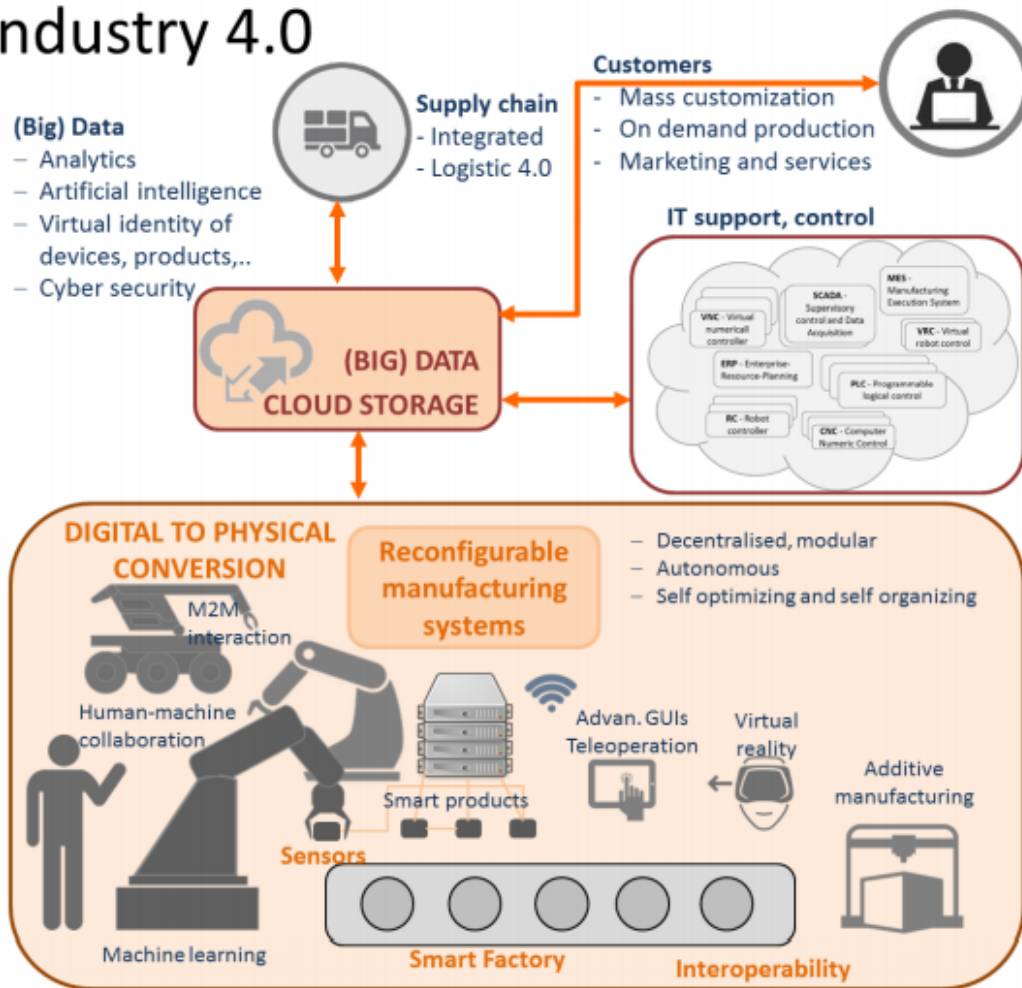 ndustry 4.0
(Big) Data
– Analytics
– Artificial intelligence
– Virtual identity of
devices, products,..
– Cyber security
Supply chain
- Integrated
- Logistic 4.0
Customers
- Mass customization
- On demand production
- Marketing and services
IT support, control
MES -
Manufacturing
Execution System
SCADA -
Supervisory
control and Data
Acquisition
VNC - Virtual
numericall
controller
VRC - Virtual
robot control
ERP - Enterprise-
Resource-Planning
PLC - Programmable
logical control
RC - Robot
controller
CNC - Computer
Numeric Control
(BIG) DATA
CLOUD STORAGE
DIGITAL TO PHYSICAL
CONVERSION
Reconfigurable
manufacturing
systems
– Decentralised, modular
– Autonomous
– Self optimizing and self organizing
M2M
interaction
Human-machine
collaboration
Advan. GUIs
Teleoperation
Virtual
reality
Additive
manufacturing
Smart products
Sensors
Machine learning
Smart Factory
Interoperability